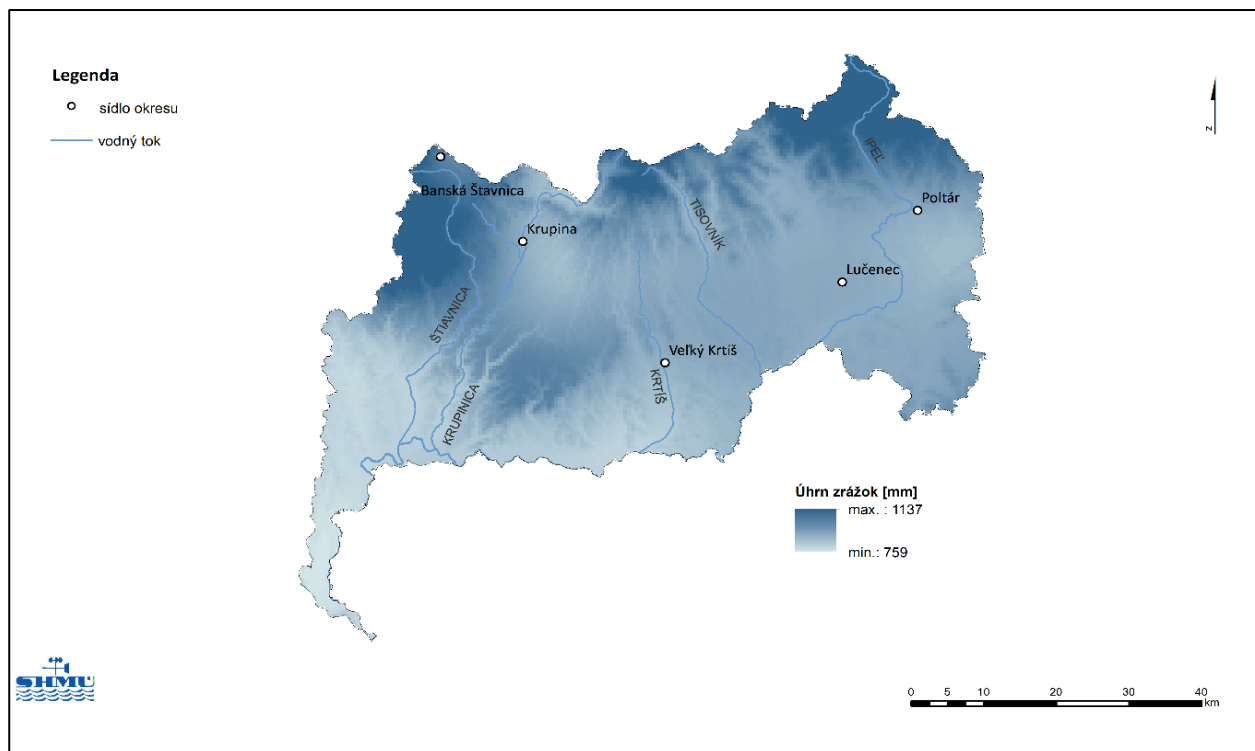 Legenda
sídlo okresu
vodný tok
Z
IPEĽ
Banská Štavnica
Poltár
TISOVNÍK
Krupina
Lučenec
ŠTIAVNICA
Veľký Krtíš
KRTÍŠ
KRUPINICA
Úhrn zrážok [mm]
max. : 1137
min.: 759
SHMÚ
0 5 10 20 30 40
km